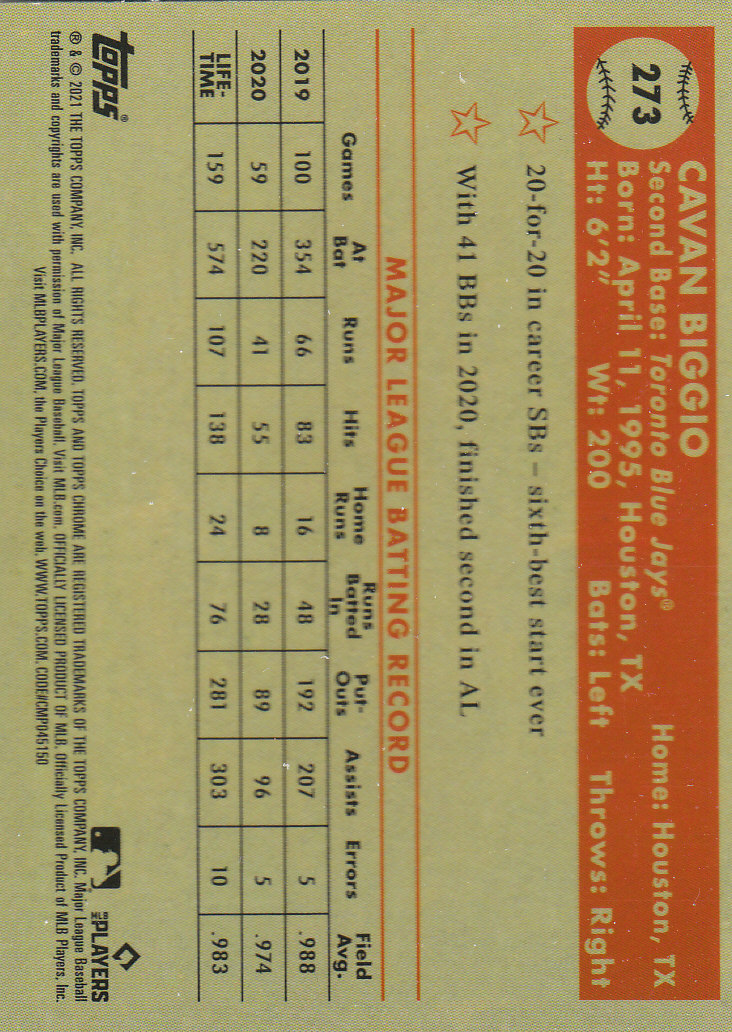 273
CAVAN BIGGIO
Second Base: Toronto Blue Jays® Home: Houston, TX
Born: April 11, 1995, Houston, TX
Ht: 6'2" Wt: 200 Bats: Left Throws: Right
20-for-20 in career SBs – sixth-best start ever
With 41 BBs in 2020, finished second in AL
MAJOR LEAGUE BATTING RECORD
Games At Bat Runs Hits Home Runs Runs Batted In Put-Outs Assists Errors Field Avg.
2019 100 354 66 83 16 48 192 207 5 .988
2020 59 220 41 55 8 28 89 96 5 .974
LIFE-TIME 159 574 107 138 24 76 281 303 10 .983
topps®
MLB PLAYERS
® & © 2021 THE TOPPS COMPANY, INC. ALL RIGHTS RESERVED. TOPPS AND TOPPS CHROME ARE REGISTERED TRADEMARKS OF THE TOPPS COMPANY, INC. Major League Baseball
trademarks and copyrights are used with permission of Major League Baseball. Visit MLB.com. OFFICIALLY LICENSED PRODUCT OF MLB. Officially Licensed Product of MLB Players, Inc.
Visit MLBPLAYERS.COM, the Players Choice on the web. WWW.TOPPS.COM. CODE#CMP045150